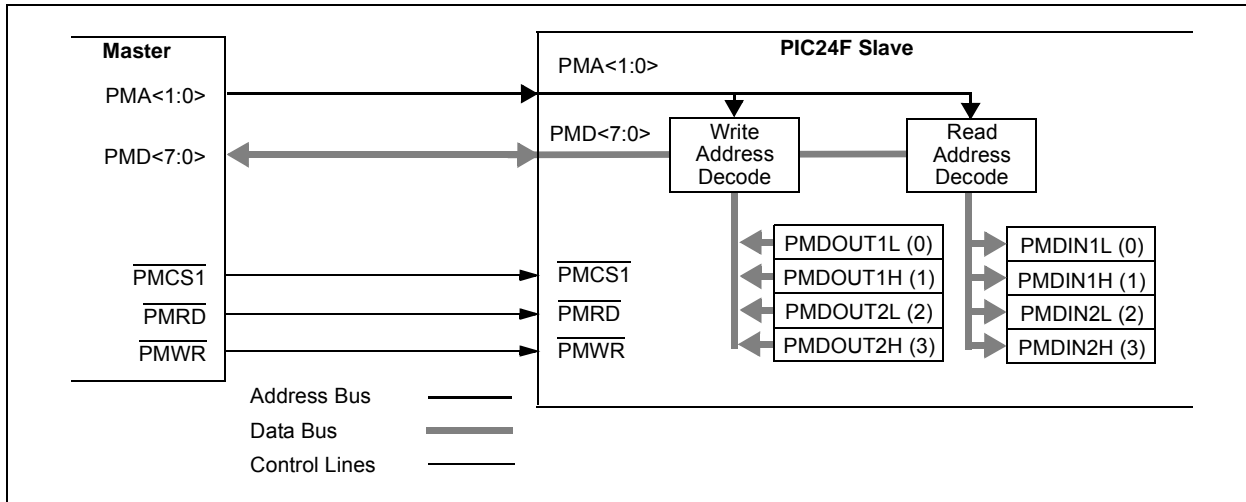 Master
PIC24F Slave
PMA<1:0>
PMA<1:0>
PMD<7:0>
PMD<7:0>
Write
Address
Decode
Read
Address
Decode
PMDOUT1L (0)
PMDOUT1H (1)
PMDOUT2L (2)
PMDOUT2H (3)
PMDIN1L (0)
PMDIN1H (1)
PMDIN2L (2)
PMDIN2H (3)
PMCS1
PMCS1
PMRD
PMRD
PMWR
PMWR
Address Bus
Data Bus
Control Lines